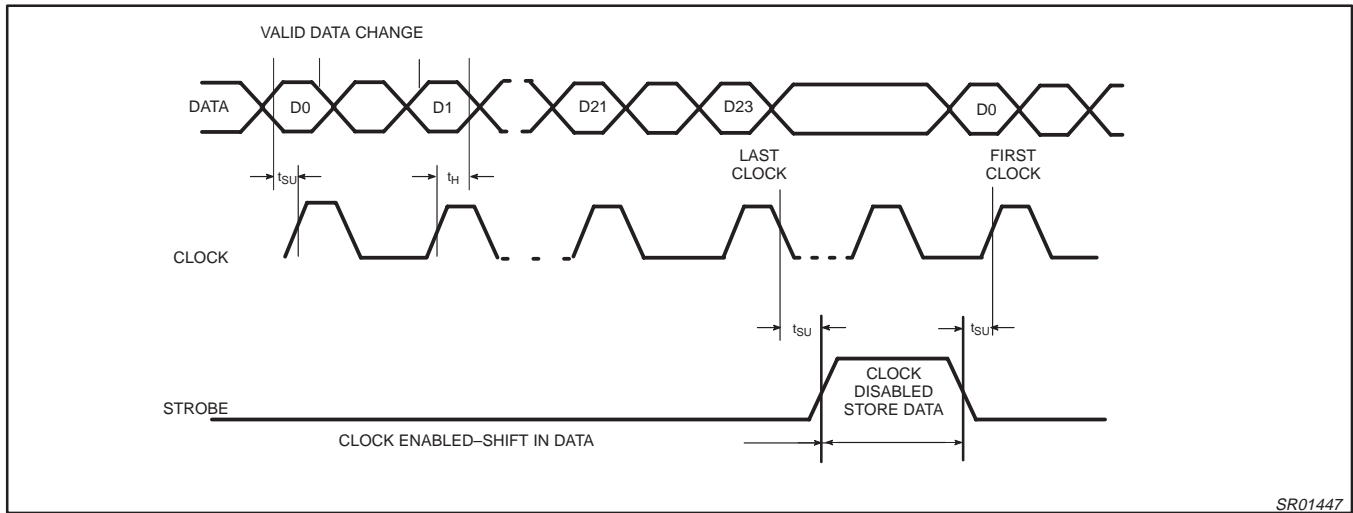 VALID DATA CHANGE
DATA
D0
D1
D21
D23
D0
LAST
CLOCK
FIRST
CLOCK
tSU
tH
CLOCK
tSU
tSU
STROBE
CLOCK
DISABLED
STORE DATA
CLOCK ENABLED–SHIFT IN DATA
SR01447